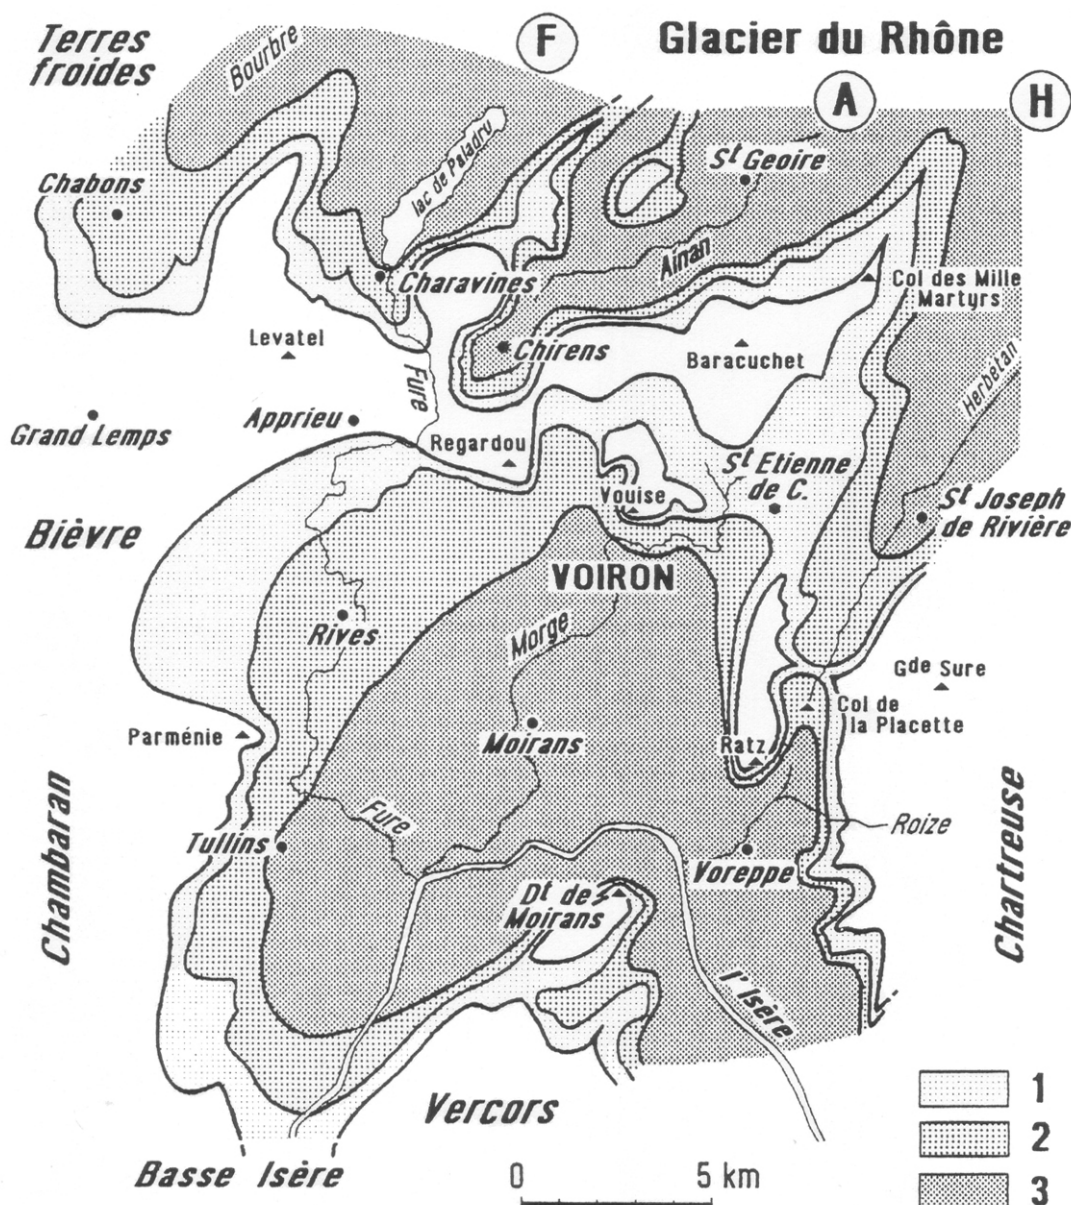 Terres
froides
Bourbre
F
Glacier du Rhône
A
H
lac de Paladru
St Geoire
Chabons
Ainan
Charavines
Col des Mille
Martyrs
Levatel
Chirens
Baracuchet
Herbétan
Fure
Grand Lemps
Apprieu
Regardou
St Etienne
de C.
Vouise
St Joseph
de Rivière
Bièvre
VOIRON
Rives
Morge
Gde Sure
Parménie
Moirans
Col de
la Placette
Ratz
Fure
Roize
Tullins
Voreppe
Dt de
Moirans
Chambaran
Chartreuse
l'Isère
1
Vercors
2
Basse Isère
0 5 km
3